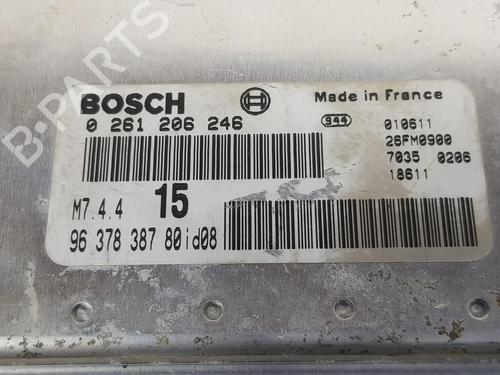 B-PARTS
BOSCH
Made in France
0 261 206 246
944
010611
26FM0900
7035 0206
18611
M7.4.4
15
96 378 387 80id08